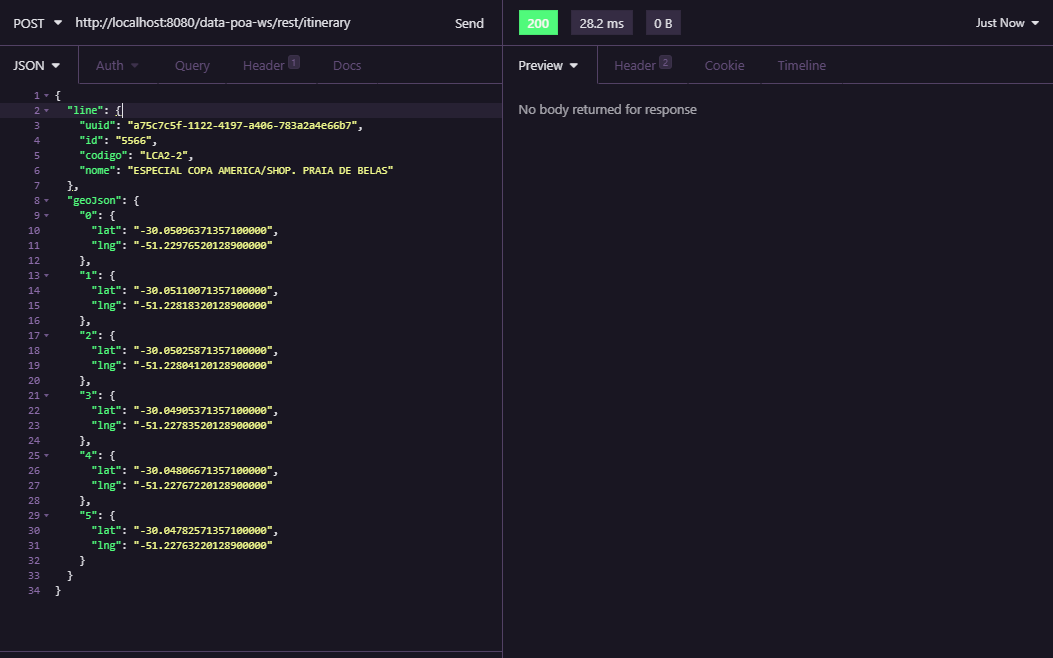 POST http://localhost:8080/data-poa-ws/rest/itinerary Send
200 28.2 ms 0 B Just Now
JSON Auth Query Header 1 Docs
Preview Header 2 Cookie Timeline
No body returned for response
1 {
2 "line": {
3 "uuid": "a75c7c5f-1122-4197-a406-783a2a4e66b7",
4 "id": "5566",
5 "codigo": "LCA2-2",
6 "nome": "ESPECIAL COPA AMERICA/SHOP. PRAIA DE BELAS"
7 },
8 "geoJson": {
9 "0": {
10 "lat": "-30.05096371357100000",
11 "lng": "-51.22976520128900000"
12 },
13 "1": {
14 "lat": "-30.05110071357100000",
15 "lng": "-51.22818320128900000"
16 },
17 "2": {
18 "lat": "-30.05025871357100000",
19 "lng": "-51.22804120128900000"
20 },
21 "3": {
22 "lat": "-30.04905371357100000",
23 "lng": "-51.22783520128900000"
24 },
25 "4": {
26 "lat": "-30.04806671357100000",
27 "lng": "-51.22767220128900000"
28 },
29 "5": {
30 "lat": "-30.04782571357100000",
31 "lng": "-51.22763220128900000"
32 }
33 }
34 }